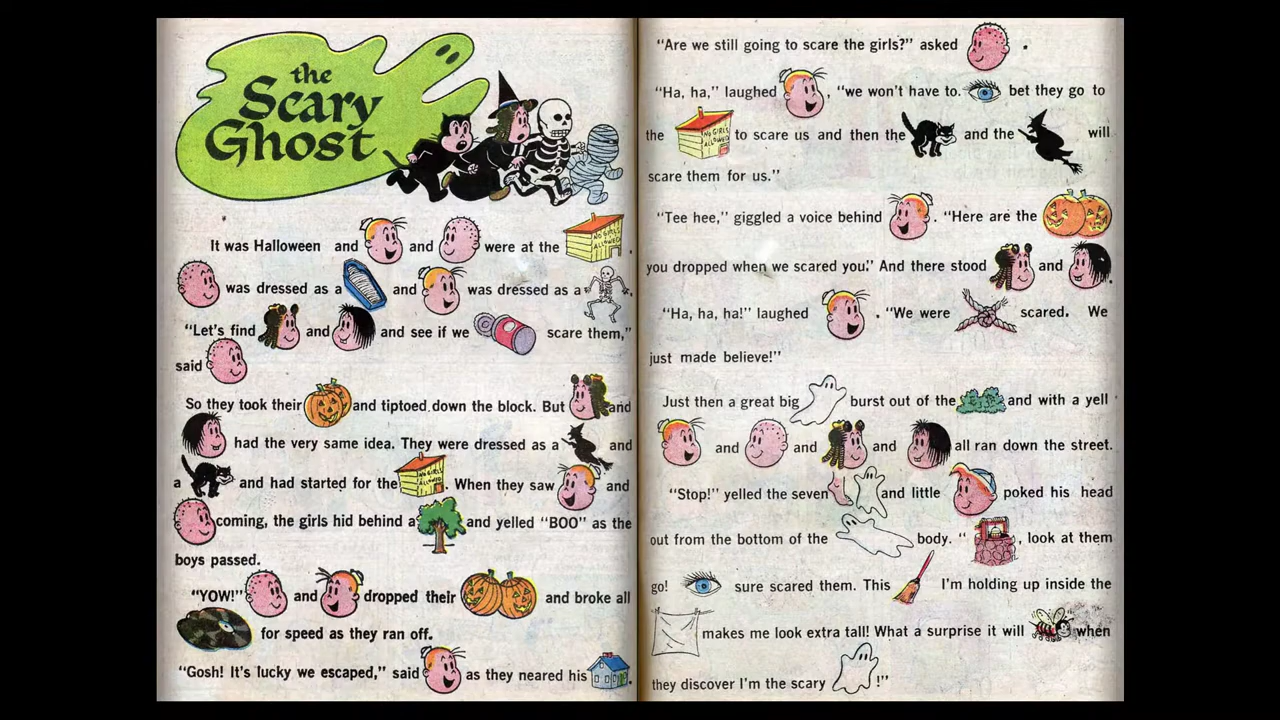 the
Scary
Ghost
It was Halloween and and were at the NO GIRLS ALLOWED .
was dressed as a and was dressed as a .
"Let's find and and see if we scare them,"
said
So they took their and tiptoed down the block. But and
had the very same idea. They were dressed as a and
a and had started for the NO GIRLS ALLOWED . When they saw and
coming, the girls hid behind a and yelled "BOO" as the
boys passed.
"YOW!" and dropped their and broke all
for speed as they ran off.
"Gosh! It's lucky we escaped," said as they neared his .
"Are we still going to scare the girls?" asked .
"Ha, ha," laughed , "we won't have to. bet they go to
the NO GIRLS ALLOWED to scare us and then the and the will
scare them for us."
"Tee hee," giggled a voice behind . "Here are the
you dropped when we scared you." And there stood and .
"Ha, ha, ha!" laughed . "We were scared. We
just made believe!"
Just then a great big burst out of the and with a yell
and and and all ran down the street.
"Stop!" yelled the seven and little poked his head
out from the bottom of the body. " , look at them
go! sure scared them. This I'm holding up inside the
makes me look extra tall! What a surprise it will when
they discover I'm the scary !"